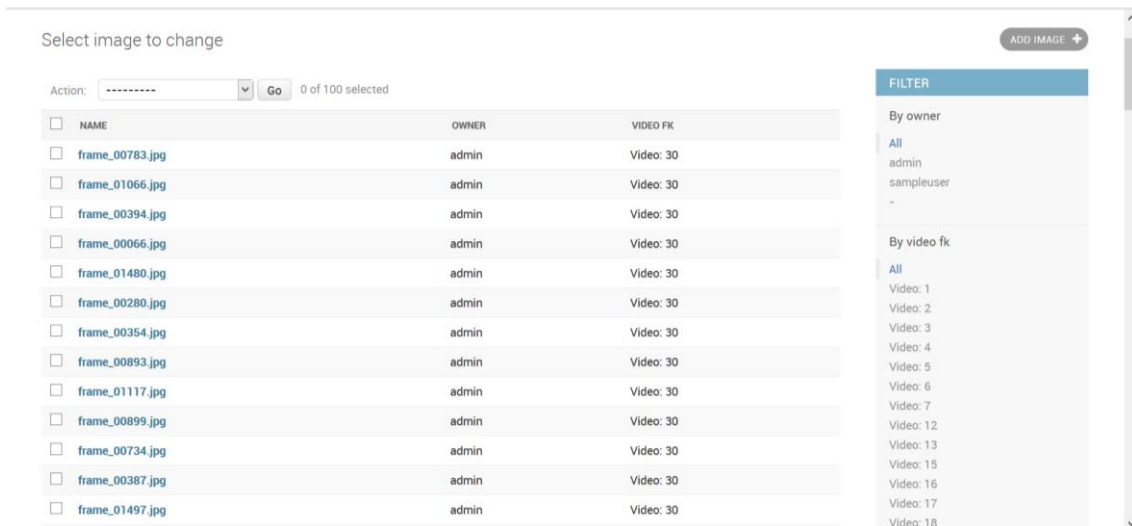 Select image to change
ADD IMAGE +
Action: --------- Go 0 of 100 selected
NAME OWNER VIDEO FK
frame_00783.jpg admin Video: 30
frame_01066.jpg admin Video: 30
frame_00394.jpg admin Video: 30
frame_00066.jpg admin Video: 30
frame_01480.jpg admin Video: 30
frame_00280.jpg admin Video: 30
frame_00354.jpg admin Video: 30
frame_00893.jpg admin Video: 30
frame_01117.jpg admin Video: 30
frame_00899.jpg admin Video: 30
frame_00734.jpg admin Video: 30
frame_00387.jpg admin Video: 30
frame_01497.jpg admin Video: 30
FILTER
By owner
All
admin
sampleuser
-
By video fk
All
Video: 1
Video: 2
Video: 3
Video: 4
Video: 5
Video: 6
Video: 7
Video: 12
Video: 13
Video: 15
Video: 16
Video: 17
Video: 18